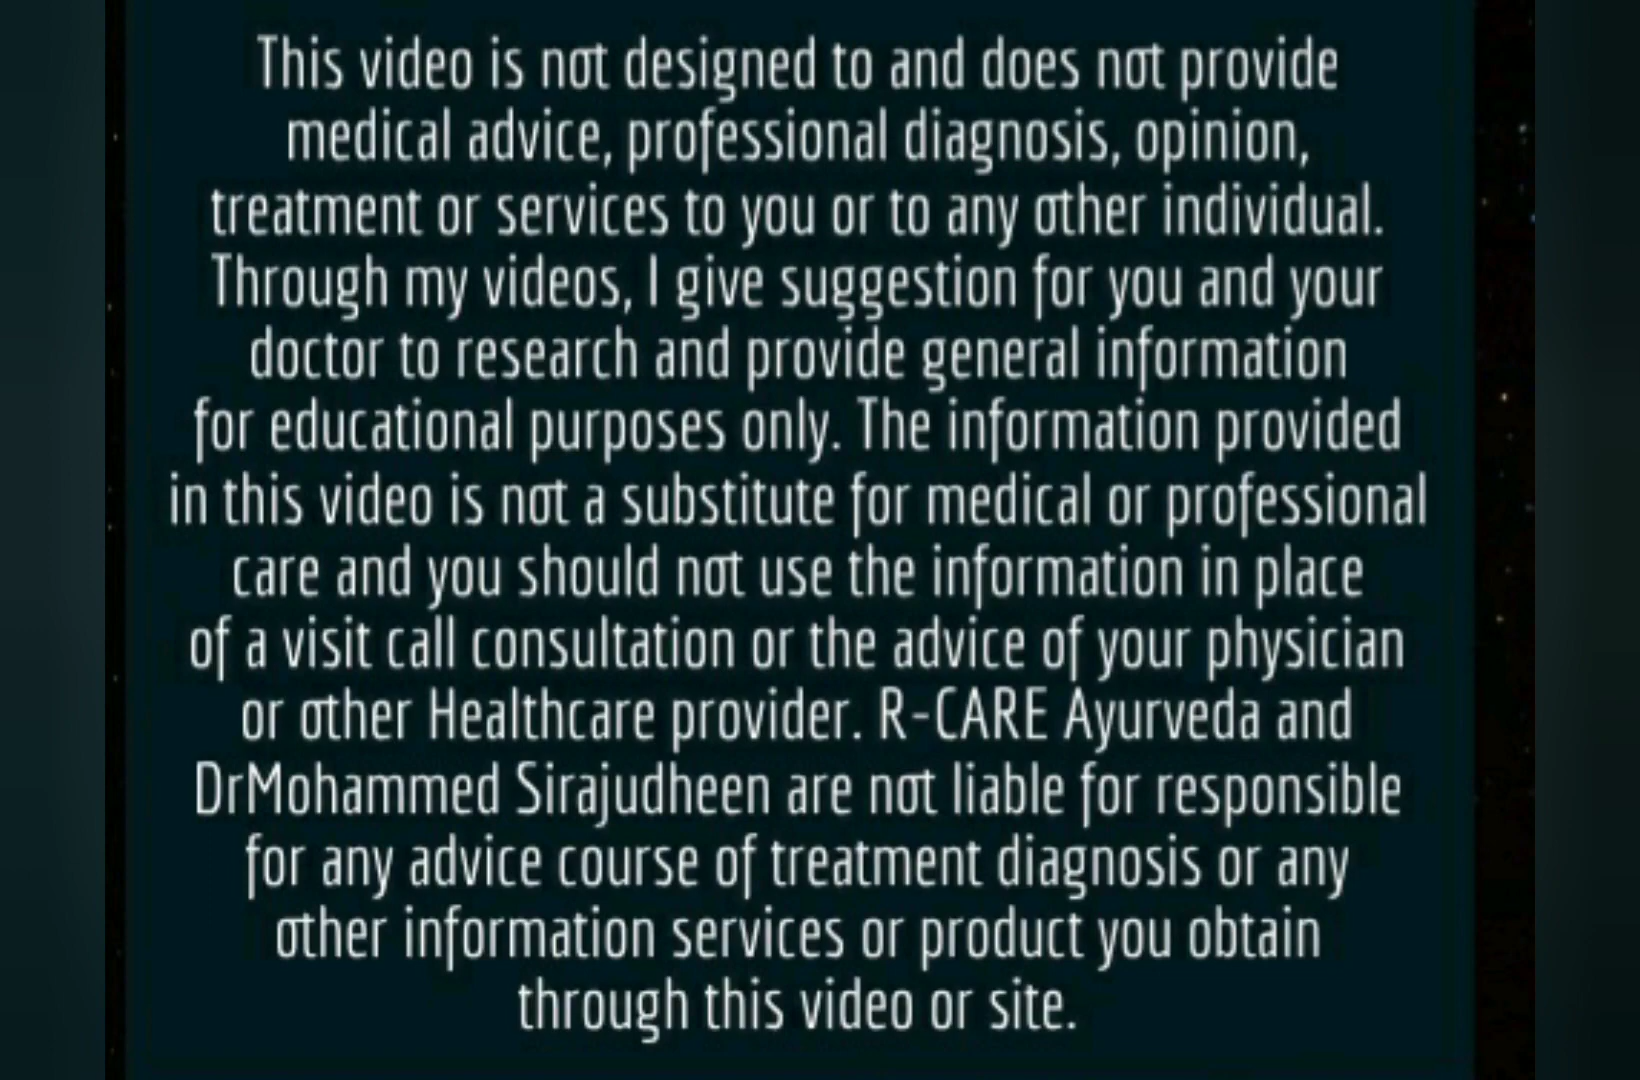 This video is not designed to and does not provide
medical advice, professional diagnosis, opinion,
treatment or services to you or to any other individual.
Through my videos, I give suggestion for you and your
doctor to research and provide general information
for educational purposes only. The information provided
in this video is not a substitute for medical or professional
care and you should not use the information in place
of a visit call consultation or the advice of your physician
or other Healthcare provider. R-CARE Ayurveda and
DrMohammed Sirajudheen are not liable for responsible
for any advice course of treatment diagnosis or any
other information services or product you obtain
through this video or site.